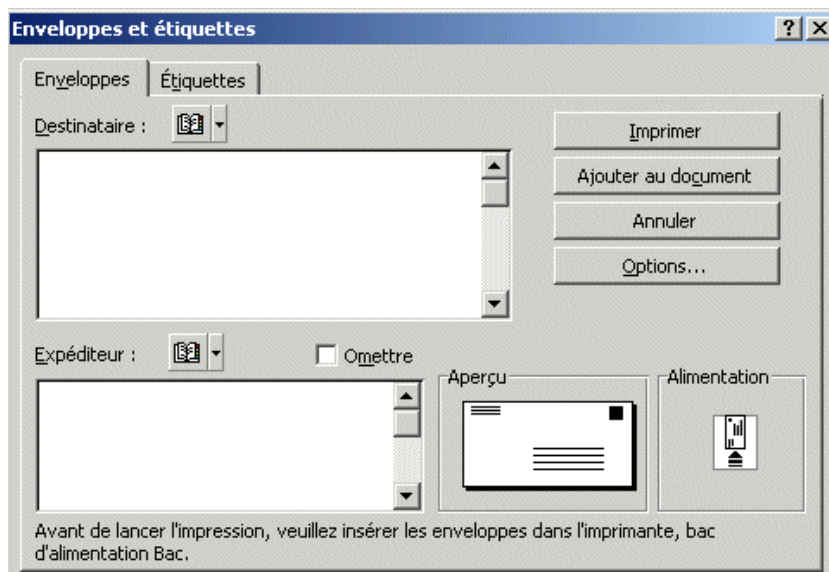 Enveloppes et étiquettes
Enveloppes
Étiquettes
Destinataire :
Imprimer
Ajouter au document
Annuler
Options...
Expéditeur :
Omettre
Aperçu
Alimentation
Avant de lancer l'impression, veuillez insérer les enveloppes dans l'imprimante, bac
d'alimentation Bac.